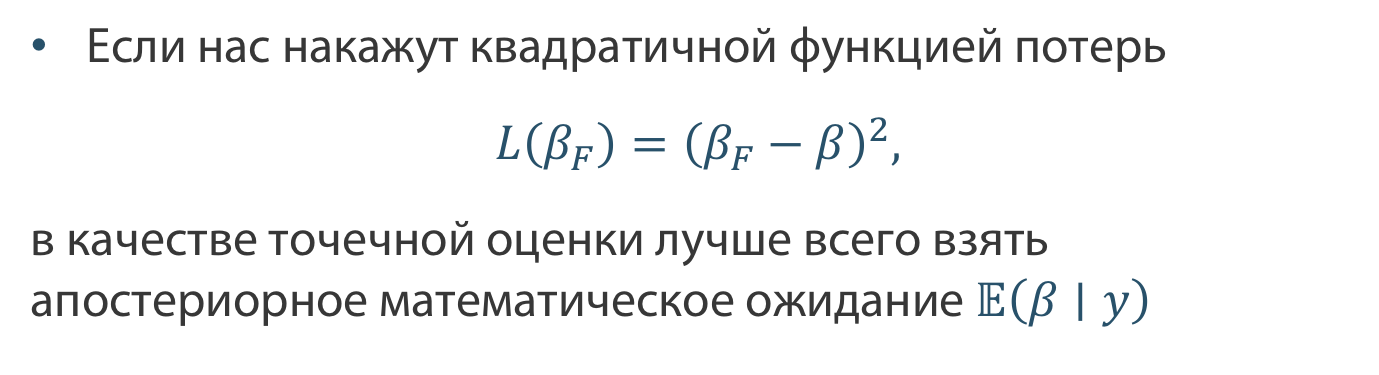 • Если нас накажут квадратичной функцией потерь
L(β_F) = (β_F − β)²,
в качестве точечной оценки лучше всего взять
апостериорное математическое ожидание 𝔼(β | y)